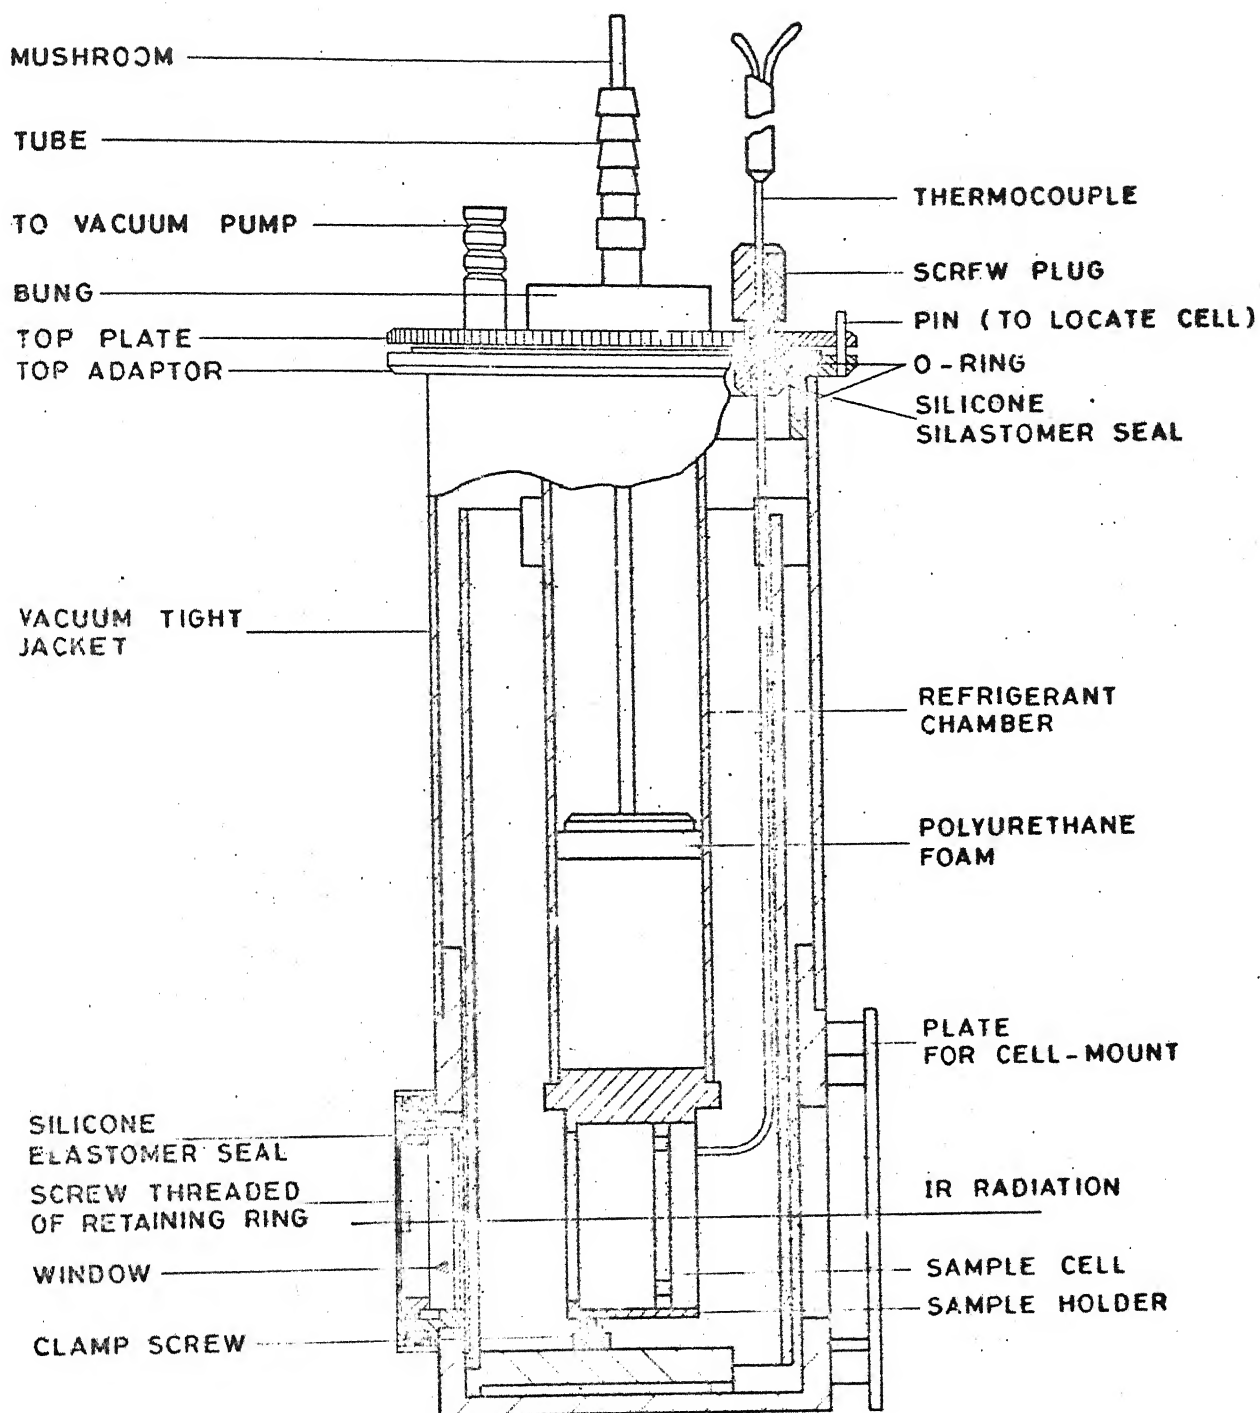 MUSHROOM
TUBE
TO VACUUM PUMP
BUNG
TOP PLATE
TOP ADAPTOR
VACUUM TIGHT
JACKET
SILICONE
ELASTOMER SEAL
SCREW THREADED
OF RETAINING RING
WINDOW
CLAMP SCREW
THERMOCOUPLE
SCREW PLUG
PIN (TO LOCATE CELL)
O-RING
SILICONE
SILASTOMER SEAL
REFRIGERANT
CHAMBER
POLYURETHANE
FOAM
PLATE
FOR CELL-MOUNT
IR RADIATION
SAMPLE CELL
SAMPLE HOLDER